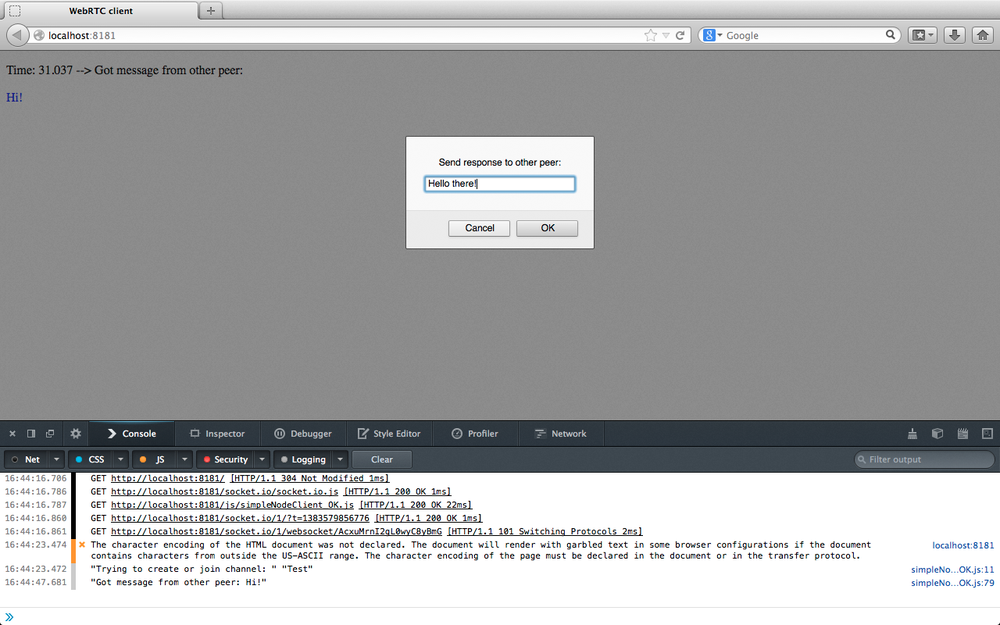 WebRTC client
localhost:8181
Google
Time: 31.037 --> Got message from other peer:
Hi!
Send response to other peer:
Hello there!
Cancel OK
Console Inspector Debugger Style Editor Profiler Network
Net CSS JS Security Logging Clear Filter output
16:44:16.706 GET http://localhost:8181/ [HTTP/1.1 304 Not Modified 1ms]
16:44:16.786 GET http://localhost:8181/socket.io/socket.io.js [HTTP/1.1 200 OK 1ms]
16:44:16.787 GET http://localhost:8181/js/simpleNodeClient_OK.js [HTTP/1.1 200 OK 22ms]
16:44:16.860 GET http://localhost:8181/socket.io/1/?t=1383579856776 [HTTP/1.1 200 OK 1ms]
16:44:16.861 GET http://localhost:8181/socket.io/1/websocket/AcxuMrnI2qL0wyC8yBmG [HTTP/1.1 101 Switching Protocols 2ms]
16:44:23.474 The character encoding of the HTML document was not declared. The document will render with garbled text in some browser configurations if the document localhost:8181
contains characters from outside the US-ASCII range. The character encoding of the page must be declared in the document or in the transfer protocol.
16:44:23.472 "Trying to create or join channel: " "Test" simpleNo...OK.js:11
16:44:47.681 "Got message from other peer: Hi!" simpleNo...OK.js:79